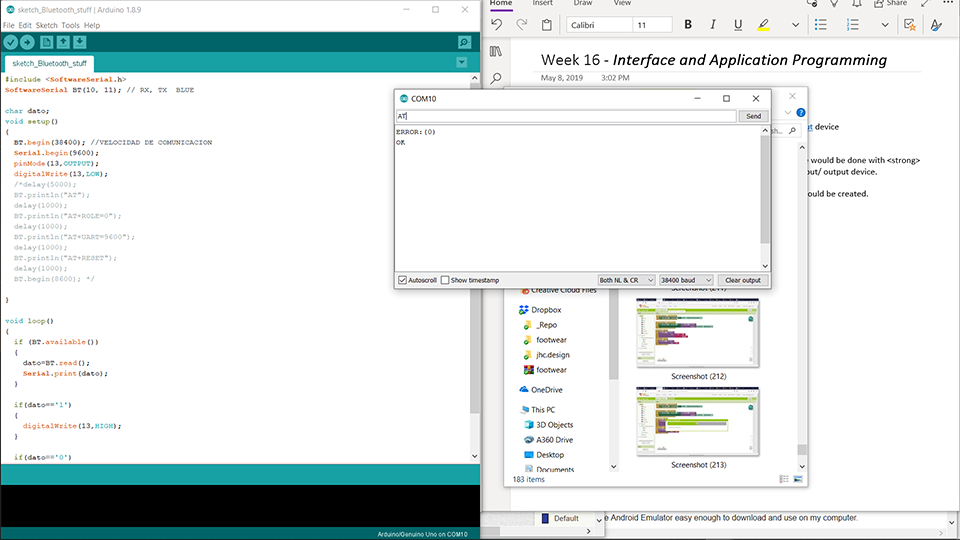 sketch_Bluetooth_stuff | Arduino 1.8.9
File Edit Sketch Tools Help
sketch_Bluetooth_stuff
#include <SoftwareSerial.h>
SoftwareSerial BT(10, 11); // RX, TX  BLUE
char dato;
void setup()
{
BT.begin(38400); //VELOCIDAD DE COMUNICACION
Serial.begin(9600);
pinMode(13,OUTPUT);
digitalWrite(13,LOW);
/*delay(5000);
BT.println("AT");
delay(1000);
BT.println("AT+ROLE=0");
delay(1000);
BT.println("AT+UART=9600");
delay(1000);
BT.println("AT+RESET");
delay(1000);
BT.begin(8600); */
}
void loop()
{
if (BT.available())
{
dato=BT.read();
Serial.print(dato);
}
if(dato=='1')
{
digitalWrite(13,HIGH);
}
if(dato=='0')
Arduino/Genuino Uno on COM10
Home Insert Draw View
Share
Calibri 11 B I U
Week 16 - Interface and Application Programming
May 8, 2019 3:02 PM
COM10
AT
Send
ERROR:(0)
OK
Autoscroll Show timestamp Both NL & CR 38400 baud Clear output
device
would be done with <strong>
output device.
be created.
Creative Cloud Files
Dropbox
_Repo
footwear
jhc.design
footwear
OneDrive
This PC
3D Objects
A360 Drive
Desktop
Documents
Screenshot (212)
Screenshot (213)
183 items
Default
Android Emulator easy enough to download and use on my computer.